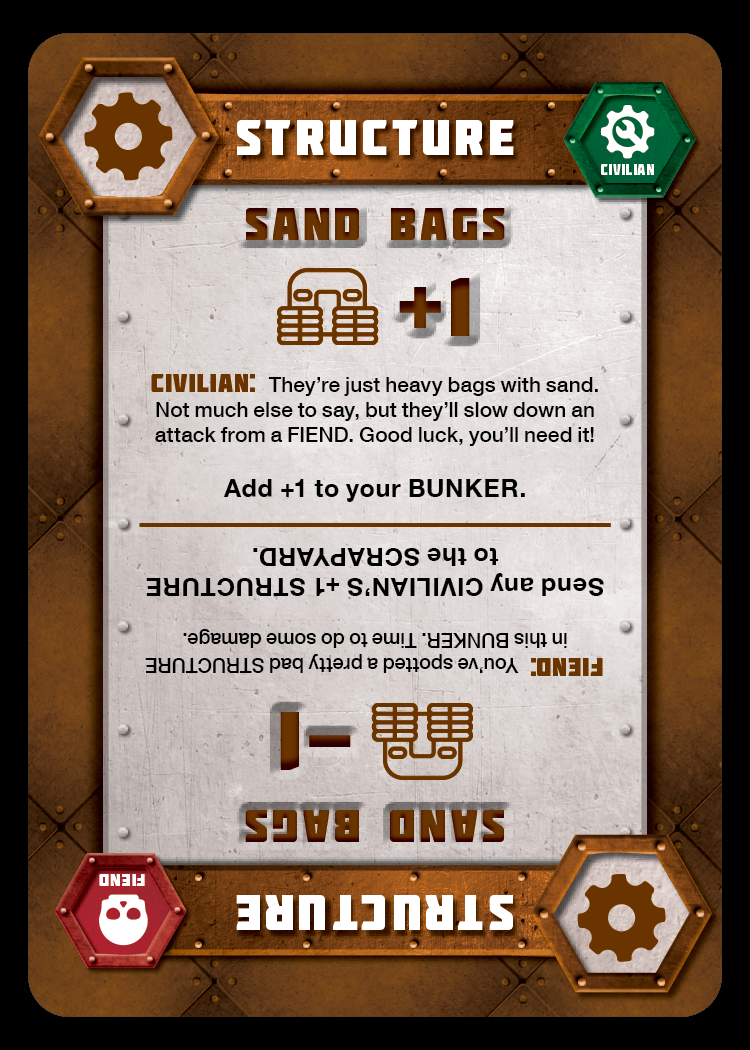 STRUCTURE
CIVILIAN
SAND BAGS
+1
CIVILIAN: They're just heavy bags with sand.
Not much else to say, but they'll slow down an
attack from a FIEND. Good luck, you'll need it!
Add +1 to your BUNKER.
STRUCTURE
FIEND
SAND BAGS
-1
FIEND: You've spotted a pretty bad STRUCTURE
in this BUNKER. Time to do some damage.
Send any CIVILIAN'S +1 STRUCTURE
to the SCRAPYARD.